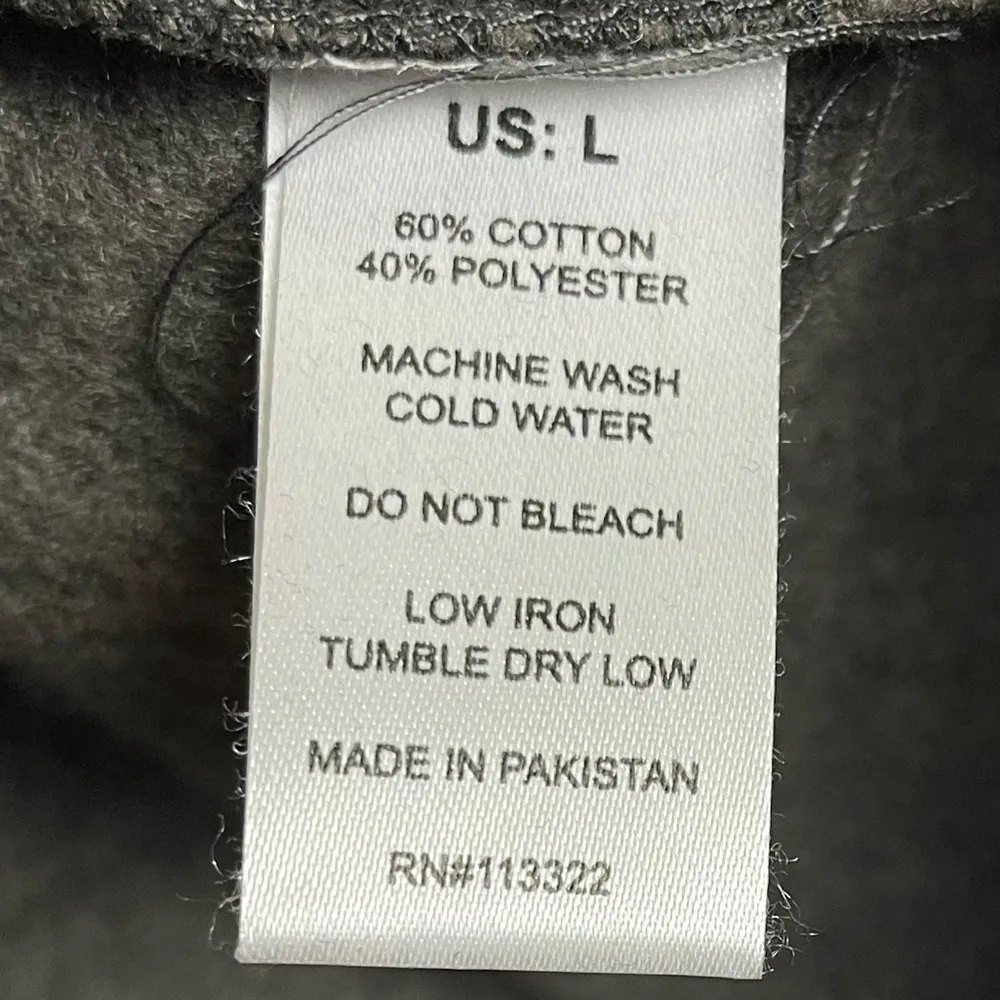 US: L
60% COTTON
40% POLYESTER
MACHINE WASH
COLD WATER
DO NOT BLEACH
LOW IRON
TUMBLE DRY LOW
MADE IN PAKISTAN
RN#113322